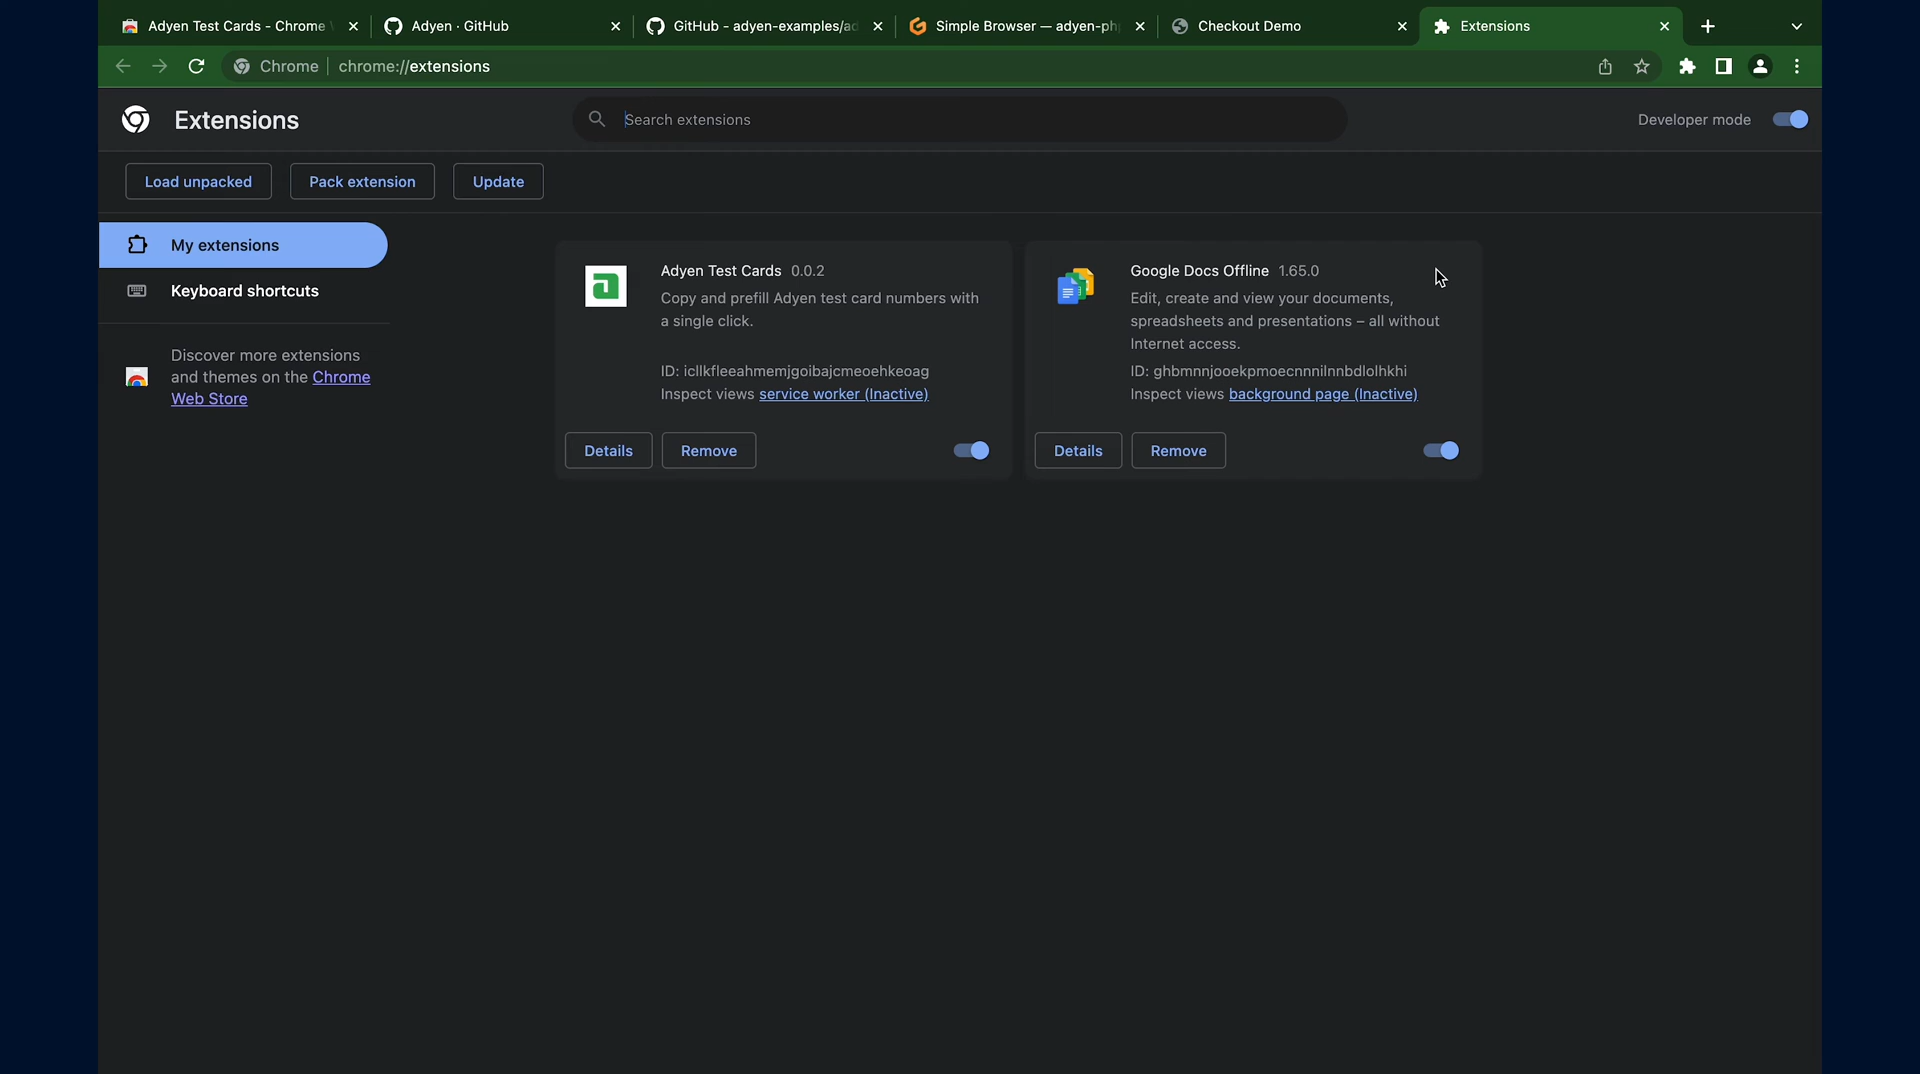 Adyen Test Cards - Chrome
Adyen · GitHub
GitHub - adyen-examples/ad
Simple Browser — adyen-php
Checkout Demo
Extensions
Chrome
chrome://extensions
Extensions
Search extensions
Developer mode
Load unpacked
Pack extension
Update
My extensions
Keyboard shortcuts
Discover more extensions
and themes on the Chrome
Web Store
Adyen Test Cards 0.0.2
Copy and prefill Adyen test card numbers with
a single click.
ID: icllkfleeahmemjgoibajcmeoehkeoag
Inspect views service worker (Inactive)
Details
Remove
Google Docs Offline 1.65.0
Edit, create and view your documents,
spreadsheets and presentations – all without
Internet access.
ID: ghbmnnjooekpmoecnnnilnnbdlolhkhi
Inspect views background page (Inactive)
Details
Remove